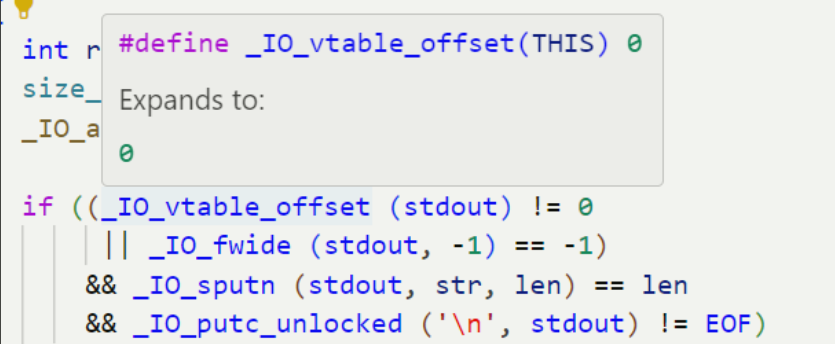 #define _IO_vtable_offset(THIS) 0
Expands to:
0
int r
size_
_IO_a
if ((_IO_vtable_offset (stdout) != 0
|| _IO_fwide (stdout, -1) == -1)
&& _IO_sputn (stdout, str, len) == len
&& _IO_putc_unlocked ('\n', stdout) != EOF)